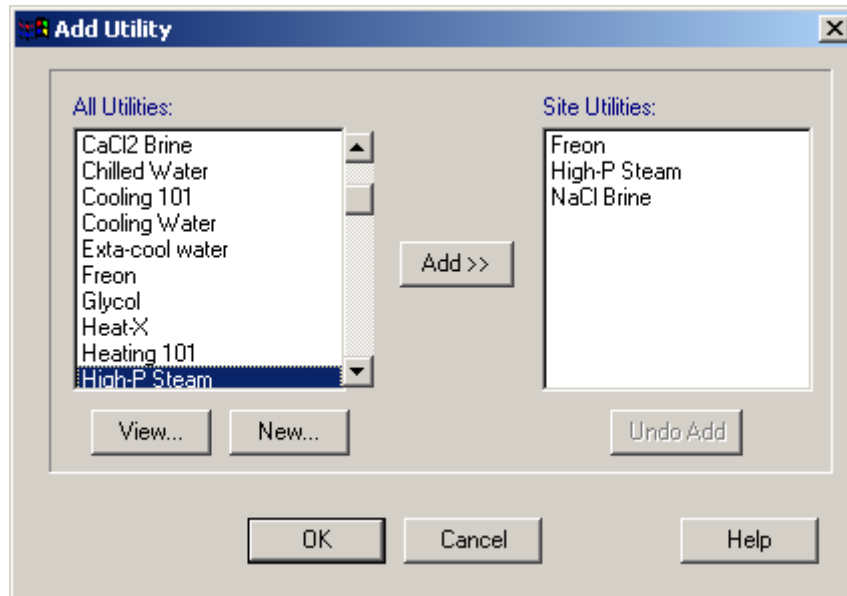 Add Utility
All Utilities:
CaCl2 Brine
Chilled Water
Cooling 101
Cooling Water
Exta-cool water
Freon
Glycol
Heat-X
Heating 101
High-P Steam
View...
New...
Add >>
Site Utilities:
Freon
High-P Steam
NaCl Brine
Undo Add
OK
Cancel
Help